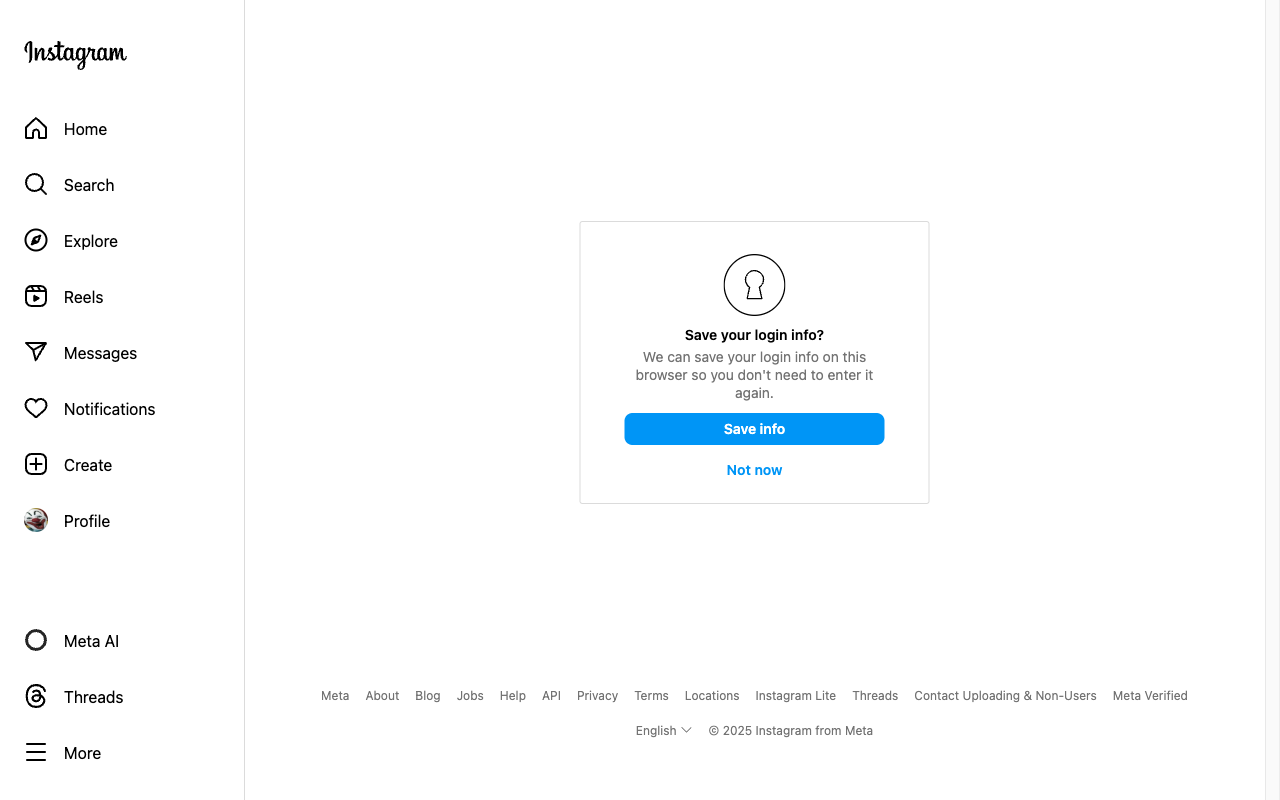 Instagram
Home
Search
Explore
Reels
Messages
Notifications
Create
Profile
Meta AI
Threads
More
Save your login info?
We can save your login info on this
browser so you don't need to enter it
again.
Save info
Not now
Meta About Blog Jobs Help API Privacy Terms Locations Instagram Lite Threads Contact Uploading & Non-Users Meta Verified
English © 2025 Instagram from Meta